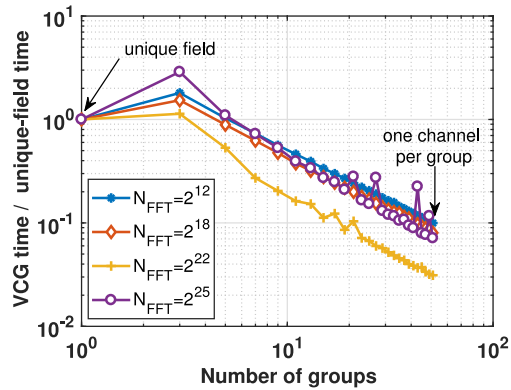 10^1
unique field
10^0
one channel
per group
N_FFT=2^12
N_FFT=2^18
N_FFT=2^22
N_FFT=2^25
10^-1
10^-2
10^0
10^1
10^2
Number of groups
VCG time / unique-field time